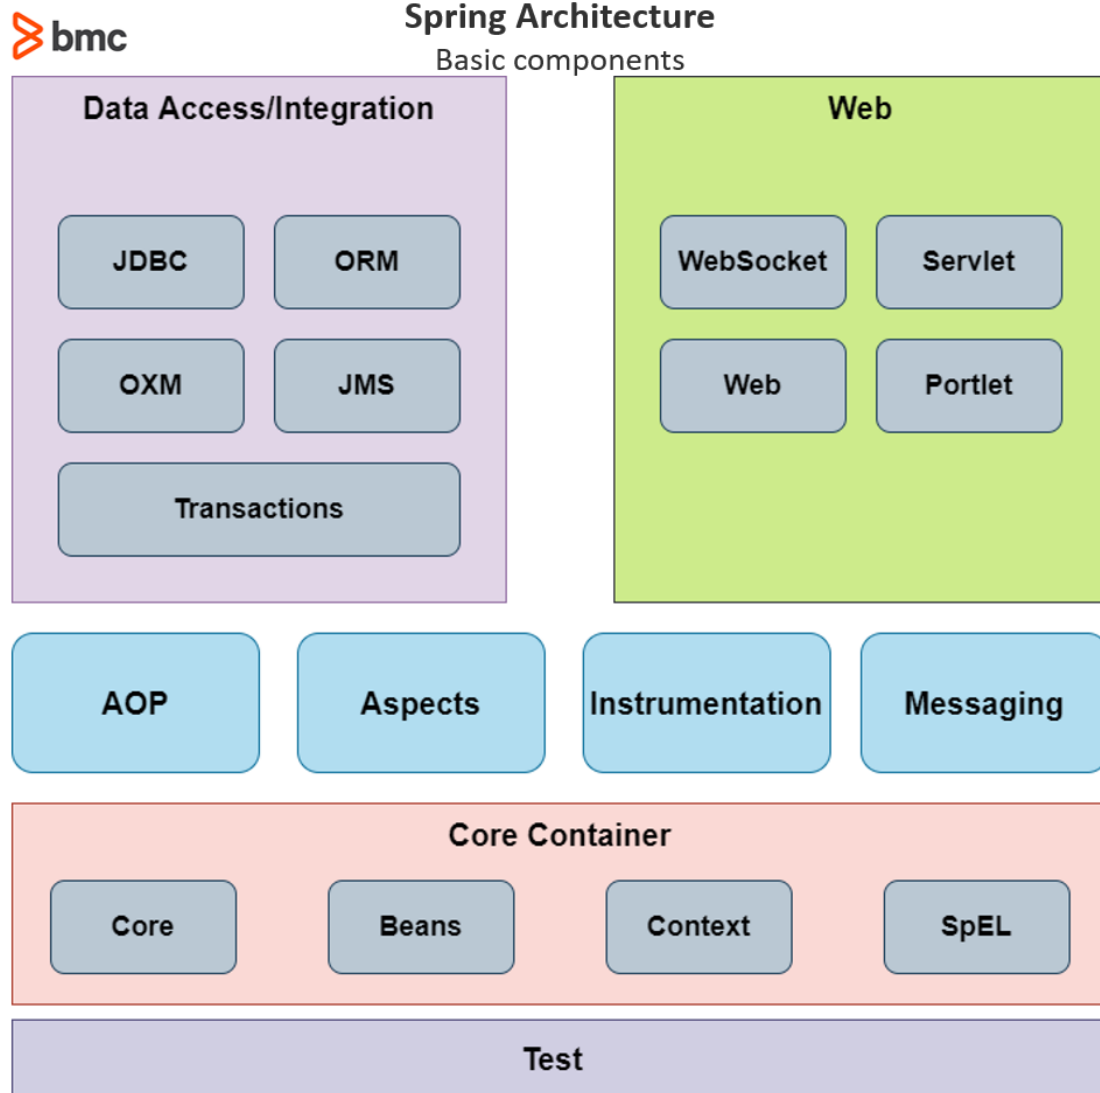 bmc
Spring Architecture
Basic components
Data Access/Integration
JDBC
ORM
OXM
JMS
Transactions
Web
WebSocket
Servlet
Web
Portlet
AOP
Aspects
Instrumentation
Messaging
Core Container
Core
Beans
Context
SpEL
Test